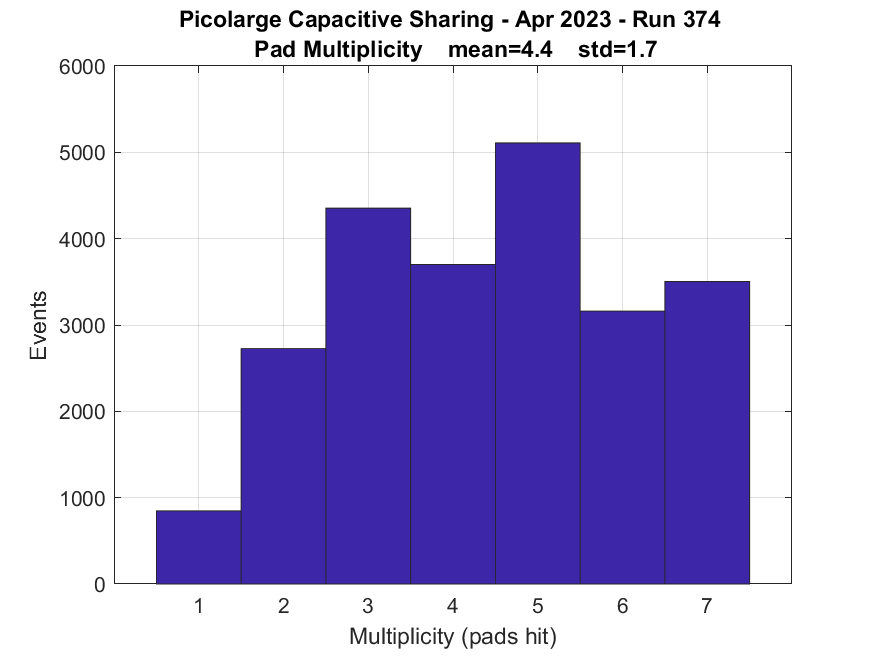 Picolarge Capacitive Sharing - Apr 2023 - Run 374
Pad Multiplicity    mean=4.4    std=1.7
6000
5000
4000
3000
2000
1000
0
Events
1 2 3 4 5 6 7
Multiplicity (pads hit)